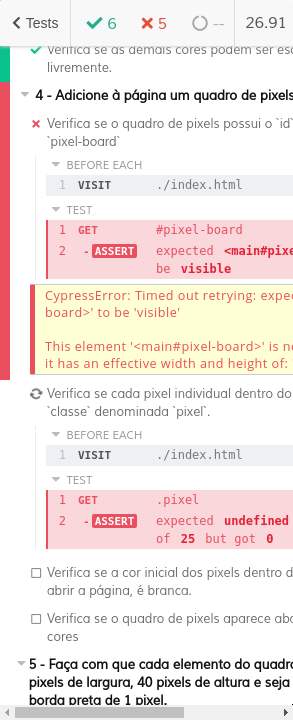 Tests 6 5 -- 26.91
Verifica se as demais cores podem ser
livremente.
4 - Adicione à página um quadro de pixels
Verifica se o quadro de pixels possui o `id`
`pixel-board`
BEFORE EACH
1 VISIT ./index.html
TEST
1 GET #pixel-board
2 -ASSERT expected <main#pixe
be visible
CypressError: Timed out retrying: expe
board>' to be 'visible'
This element '<main#pixel-board>' is n
it has an effective width and height of:
Verifica se cada pixel individual dentro do
`classe` denominada `pixel`.
BEFORE EACH
1 VISIT ./index.html
TEST
1 GET .pixel
2 -ASSERT expected undefined
of 25 but got 0
Verifica se a cor inicial dos pixels dentro d
abrir a página, é branca.
Verifica se o quadro de pixels aparece aba
cores
5 - Faça com que cada elemento do quadro
pixels de largura, 40 pixels de altura e seja
borda preta de 1 pixel.